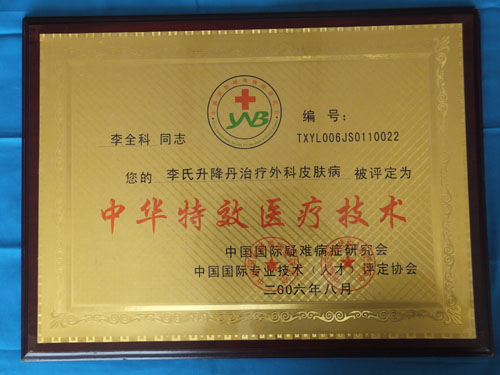 YNB
编号:
李全科 同志
TXYL006JS0110022
您的 李氏升降丹治疗外科皮肤病 被评定为
中华特效医疗技术
中国国际疑难病症研究会
中国国际专业技术(人才)评定协会
二00六年八月